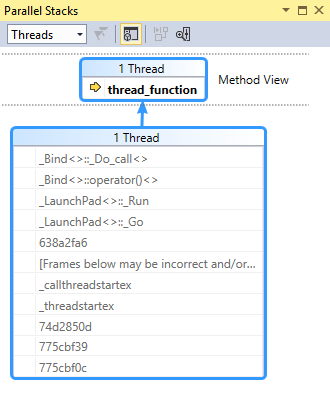 Parallel Stacks
Threads
1 Thread
thread_function
Method View
1 Thread
_Bind<>::_Do_call<>
_Bind<>::operator()<>
_LaunchPad<>::_Run
_LaunchPad<>::_Go
638a2fa6
[Frames below may be incorrect and/or...
_callthreadstartex
_threadstartex
74d2850d
775cbf39
775cbf0c